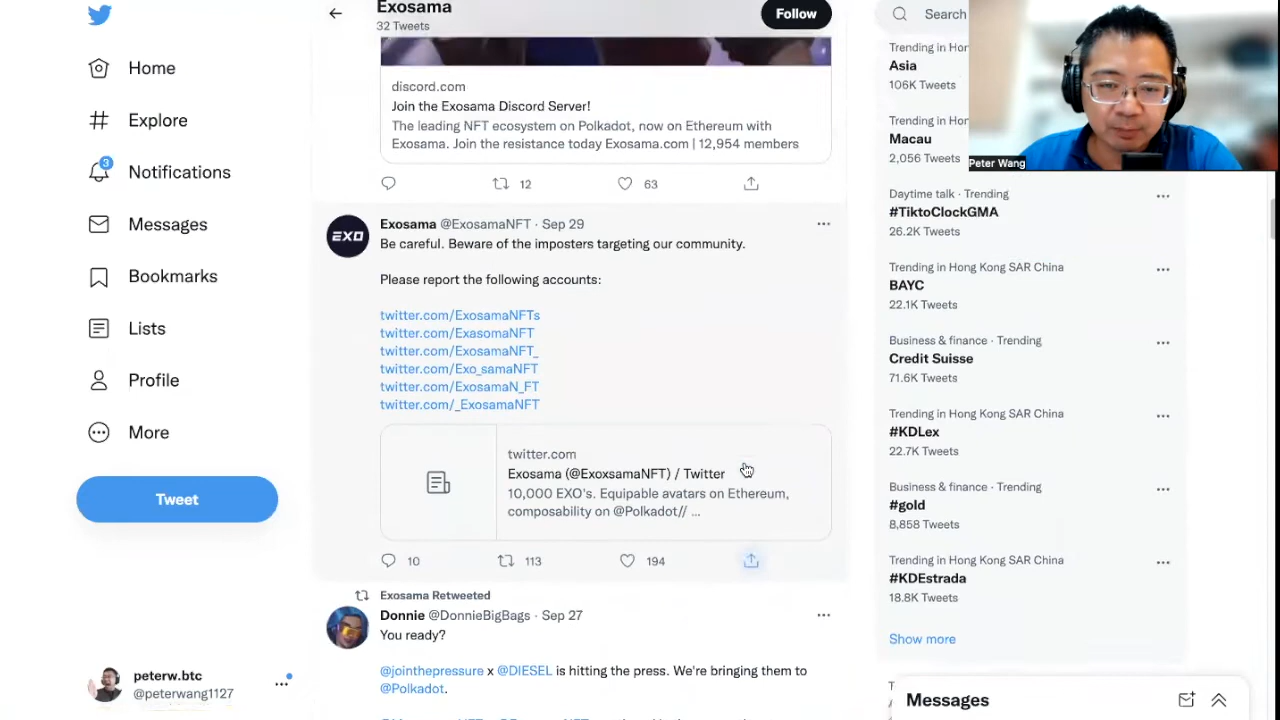 Home
Explore
3
Notifications
Messages
Bookmarks
Lists
Profile
More
Tweet
peterw.btc
@peterwang1127
Exosama
32 Tweets
Follow
discord.com
Join the Exosama Discord Server!
The leading NFT ecosystem on Polkadot, now on Ethereum with
Exosama. Join the resistance today Exosama.com | 12,954 members
12
63
EXO
Exosama @ExosamaNFT · Sep 29
Be careful. Beware of the imposters targeting our community.
Please report the following accounts:
twitter.com/ExosamaNFTs
twitter.com/ExasomaNFT
twitter.com/ExosamaNFT_
twitter.com/Exo_samaNFT
twitter.com/ExosamaN_FT
twitter.com/_ExosamaNFT
twitter.com
Exosama (@ExoxsamaNFT) / Twitter
10,000 EXO's. Equipable avatars on Ethereum,
composability on @Polkadot// ...
10
113
194
Exosama Retweeted
Donnie @DonnieBigBags · Sep 27
You ready?
@jointhepressure x @DIESEL is hitting the press. We're bringing them to
@Polkadot.
Search
Trending in Hon
Asia
106K Tweets
Trending in Hon
Macau
2,056 Tweets
Peter Wang
Daytime talk · Trending
#TiktoClockGMA
26.2K Tweets
Trending in Hong Kong SAR China
BAYC
22.1K Tweets
Business & finance · Trending
Credit Suisse
71.6K Tweets
Trending in Hong Kong SAR China
#KDLex
22.7K Tweets
Business & finance · Trending
#gold
8,858 Tweets
Trending in Hong Kong SAR China
#KDEstrada
18.8K Tweets
Show more
Messages